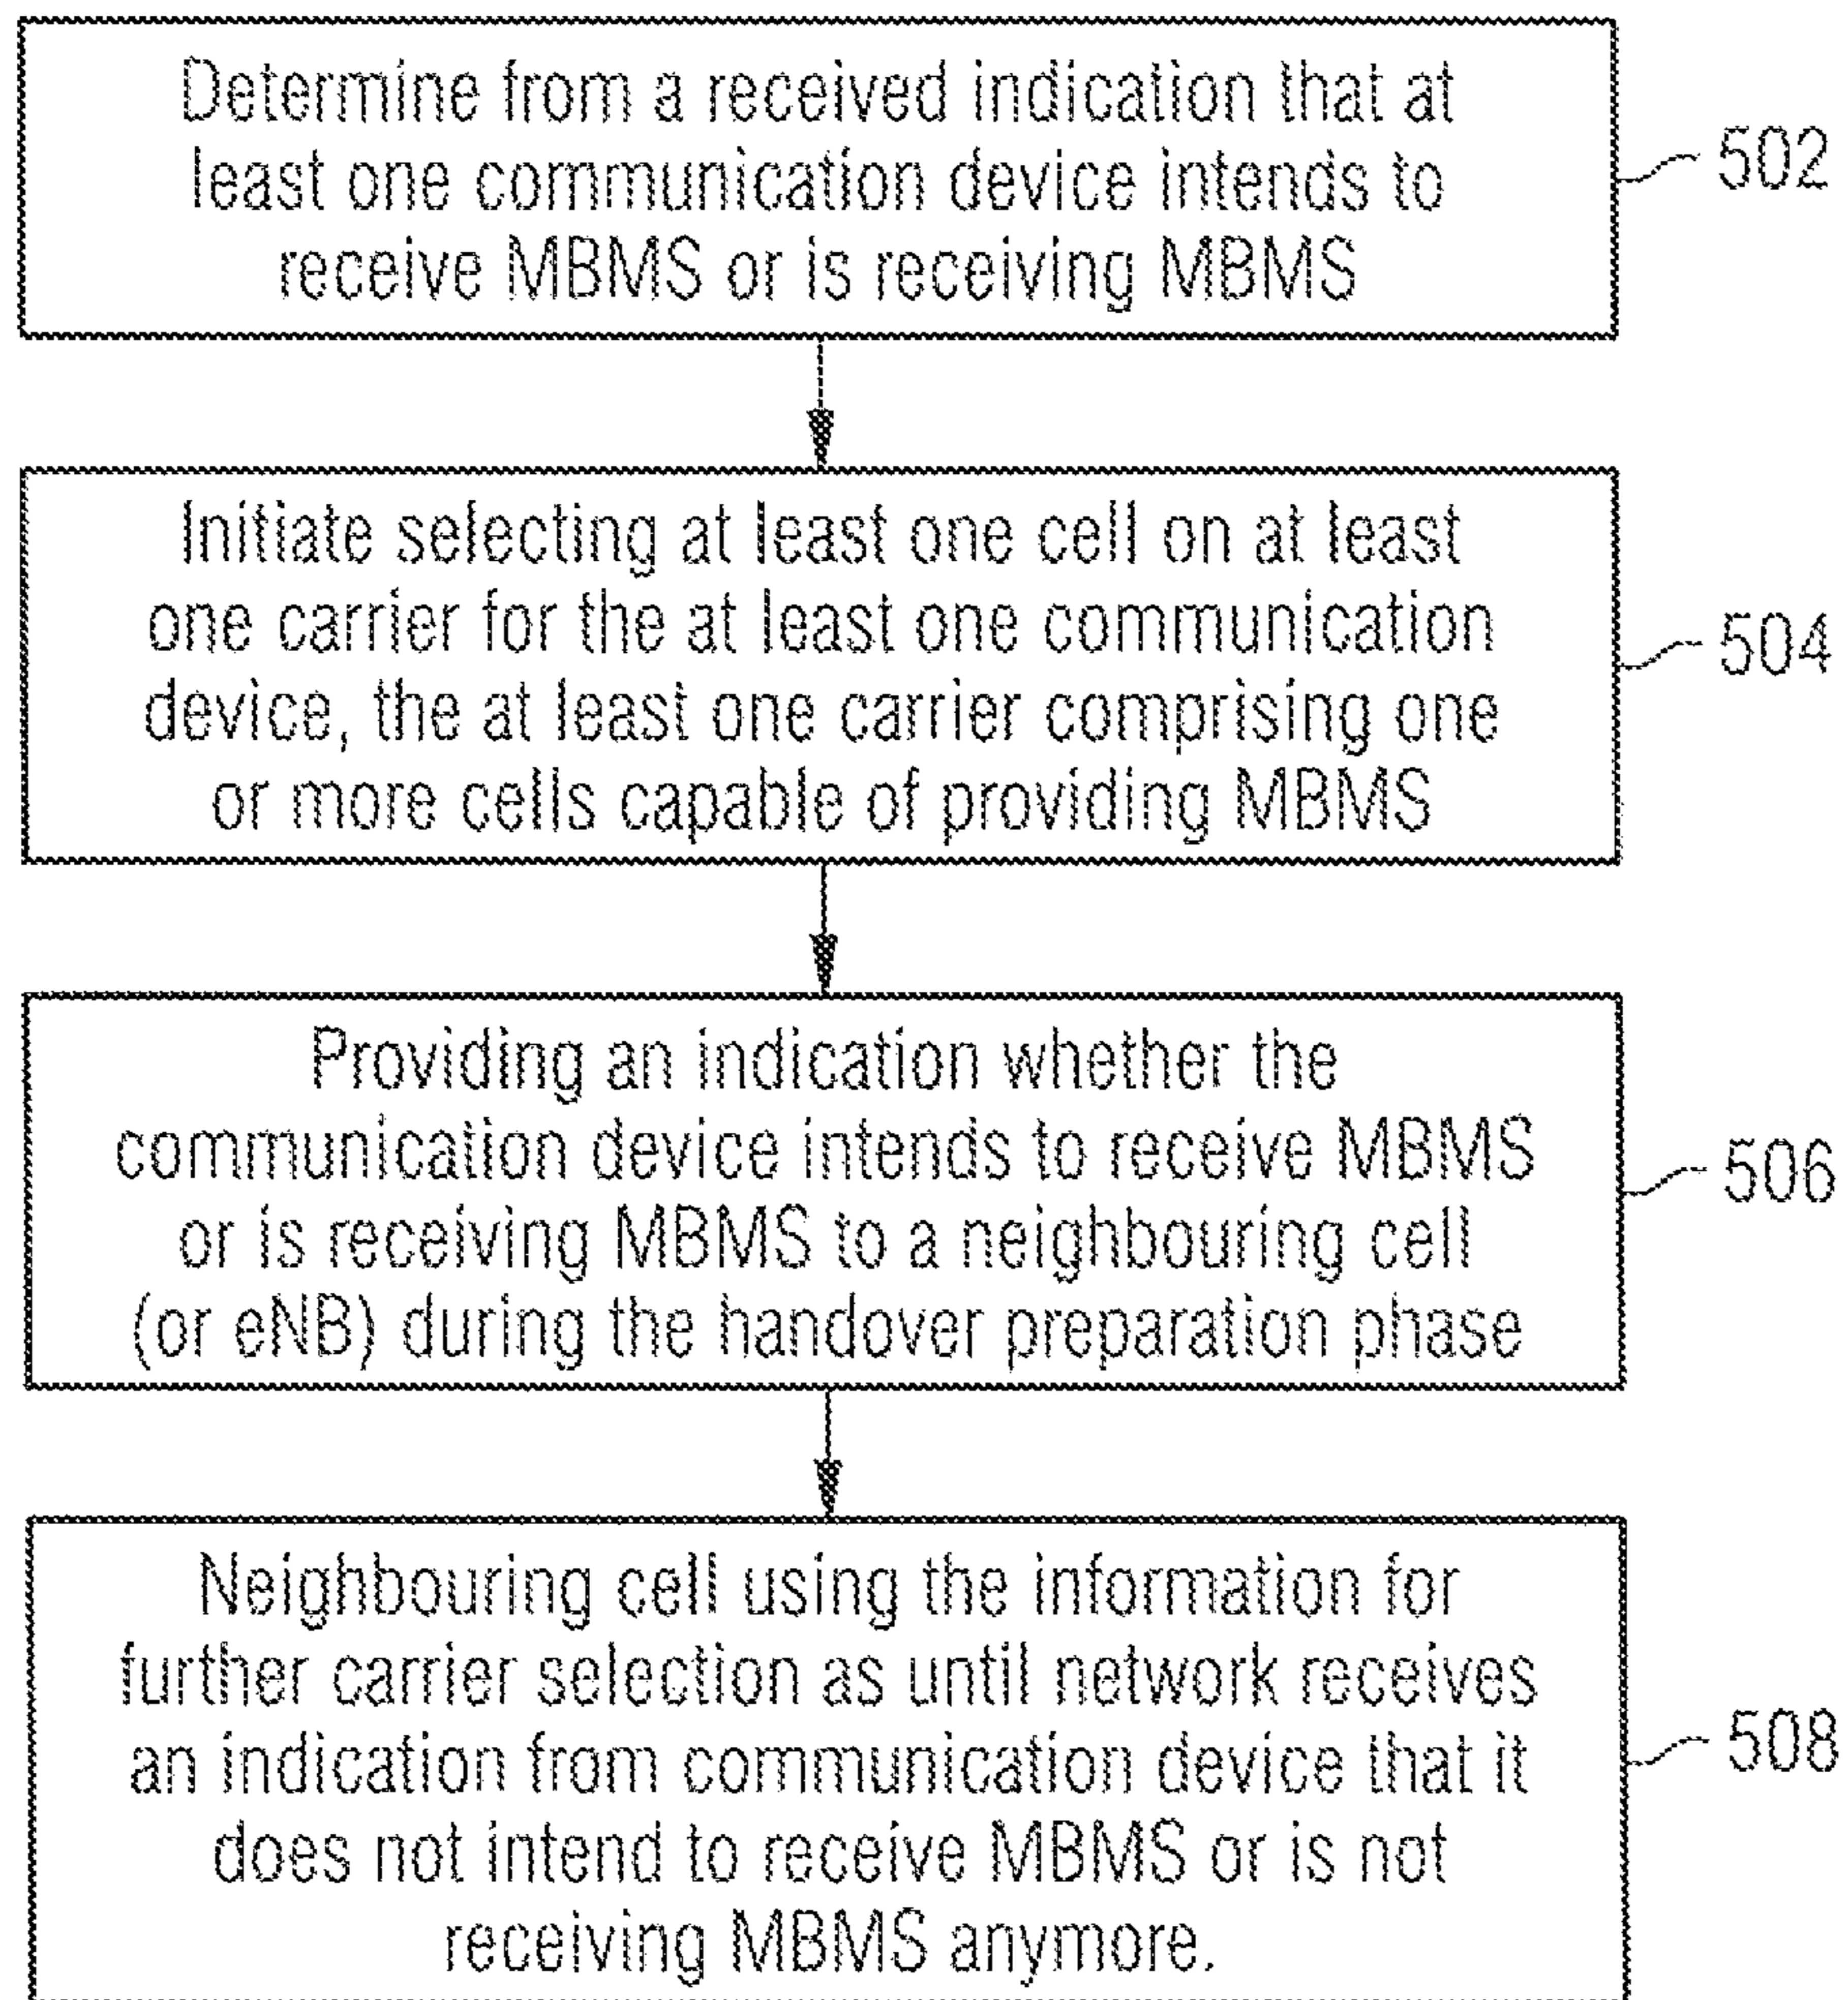 Determine from a received indication that at
least one communication device intends to
receive MBMS or is receiving MBMS
502
Initiate selecting at least one cell on at least
one carrier for the at least one communication
device, the at least one carrier comprising one
or more cells capable of providing MBMS
504
Providing an indication whether the
communication device intends to receive MBMS
or is receiving MBMS to a neighbouring cell
(or eNB) during the handover preparation phase
506
Neighbouring cell using the information for
further carrier selection as until network receives
an indication from communication device that it
does not intend to receive MBMS or is not
receiving MBMS anymore.
508